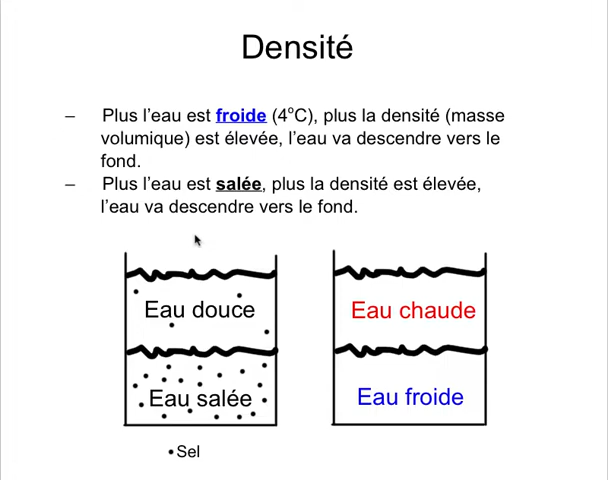 Densité
– Plus l’eau est froide (4°C), plus la densité (masse
volumique) est élevée, l’eau va descendre vers le
fond.
– Plus l’eau est salée, plus la densité est élevée,
l’eau va descendre vers le fond.
Eau douce
Eau salée
• Sel
Eau chaude
Eau froide